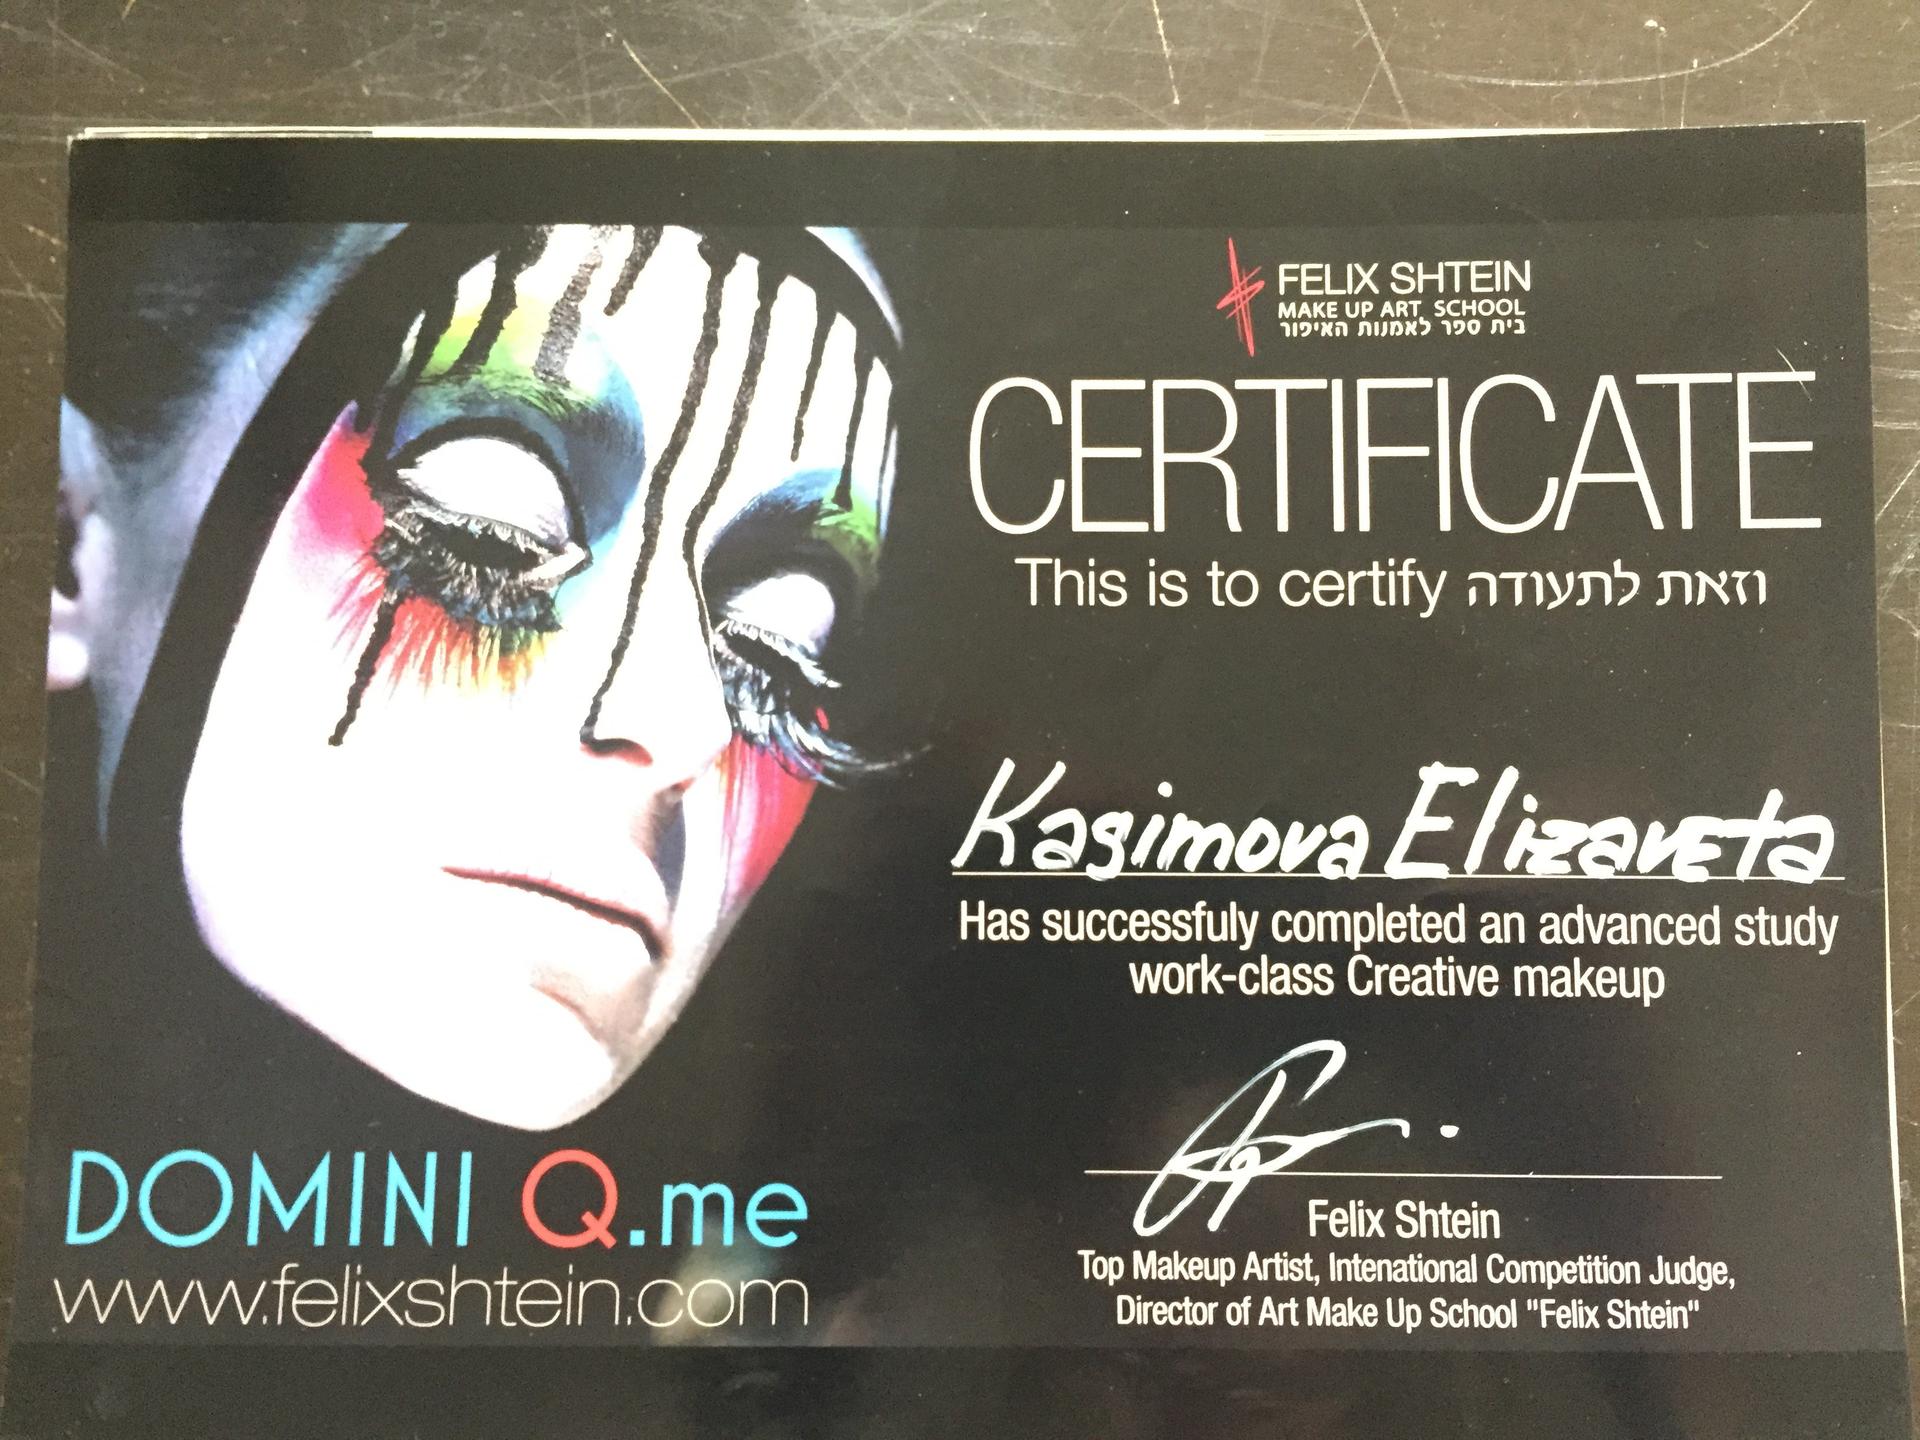 FELIX SHTEIN
MAKE UP ART SCHOOL
בית ספר לאמנות האיפור
CERTIFICATE
This is to certify וזאת לתעודה
Kagimova Elizaveta
Has successfuly completed an advanced study
work-class Creative makeup
Felix Shtein
Top Makeup Artist, Intenational Competition Judge,
Director of Art Make Up School "Felix Shtein"
DOMINI Q.me
www.felixshtein.com